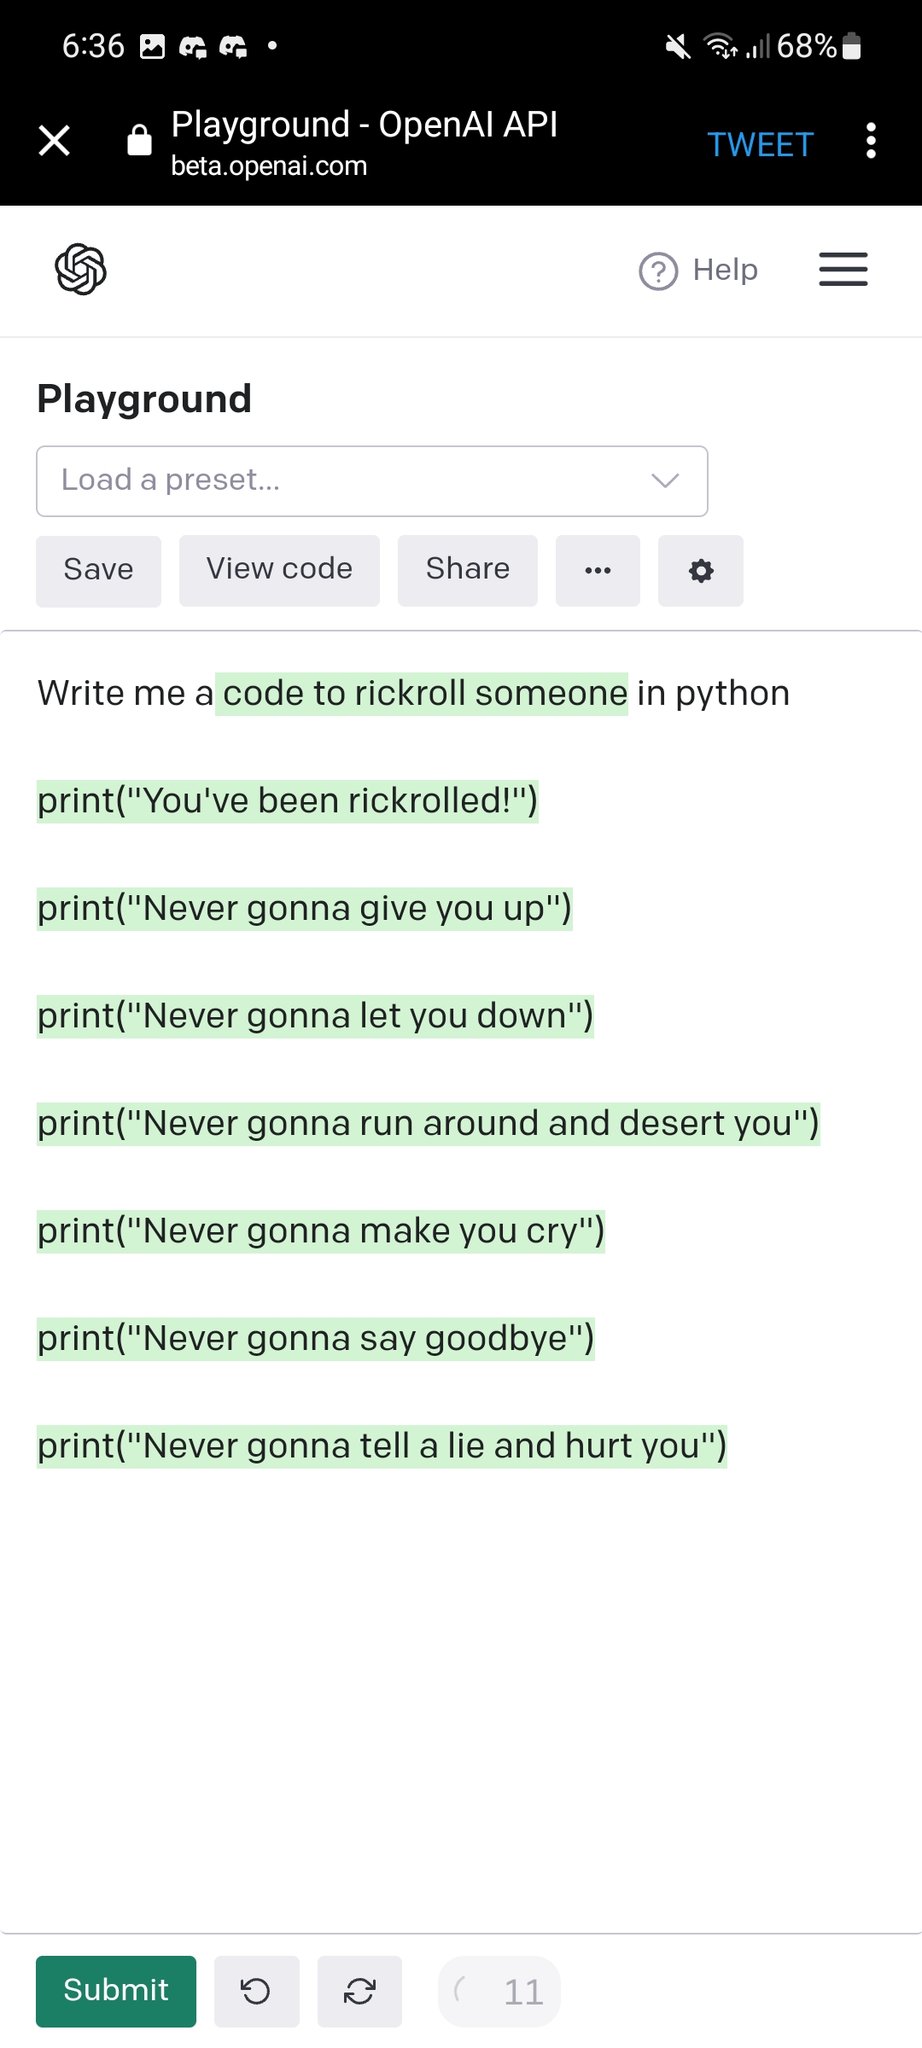 6:36 68%
Playground - OpenAI API
beta.openai.com
TWEET
Help
Playground
Load a preset...
Save View code Share ...
Write me a code to rickroll someone in python
print("You've been rickrolled!")
print("Never gonna give you up")
print("Never gonna let you down")
print("Never gonna run around and desert you")
print("Never gonna make you cry")
print("Never gonna say goodbye")
print("Never gonna tell a lie and hurt you")
Submit 11